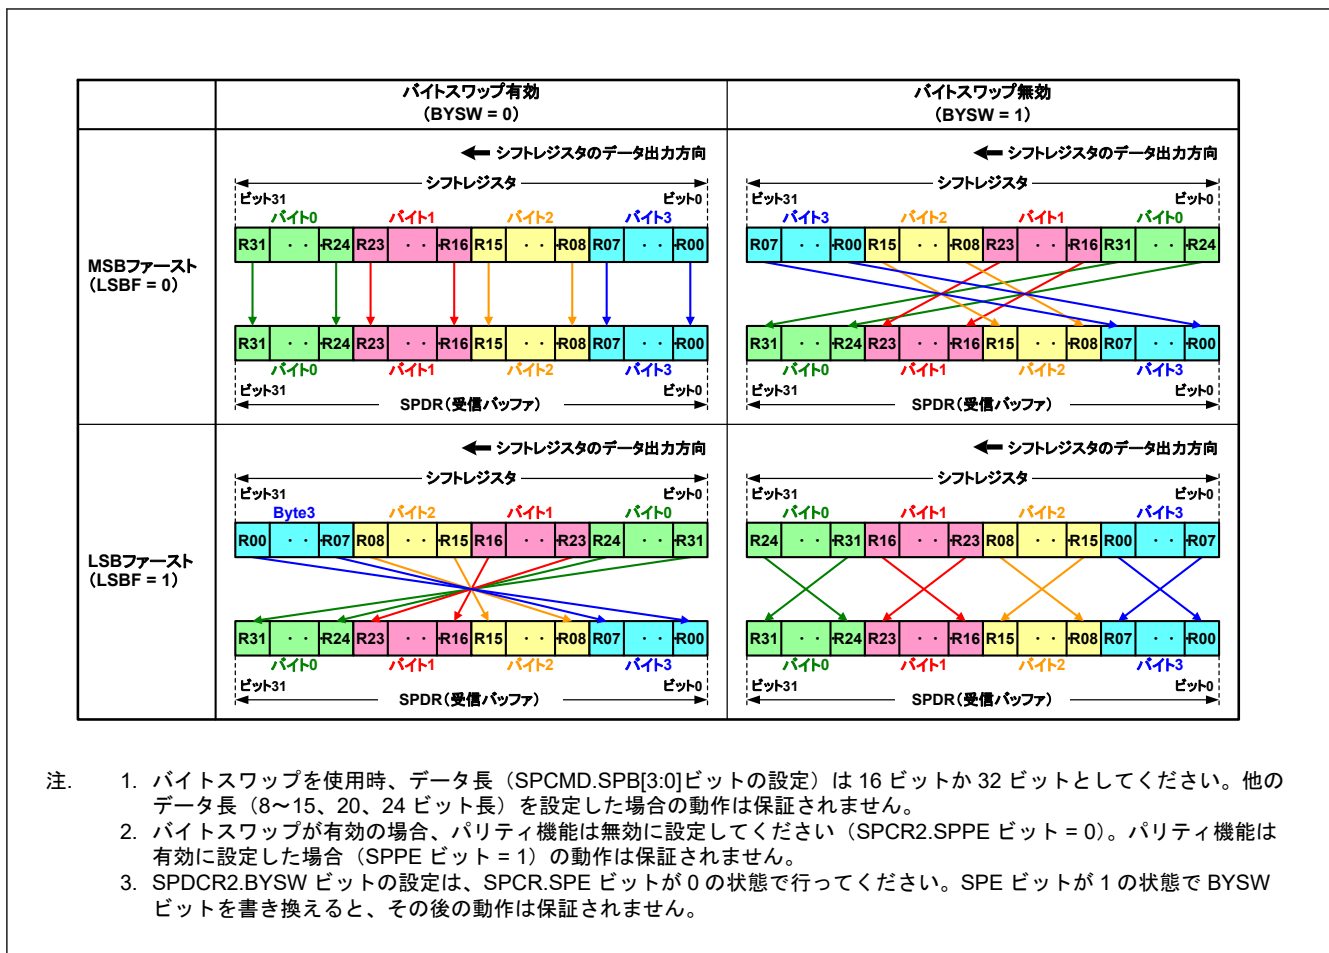 バイトスワップ有効
（BYSW = 0）
バイトスワップ無効
（BYSW = 1）
MSBファースト
（LSBF = 0）
シフトレジスタのデータ出力方向
シフトレジスタ
ビット31 ビット0
バイト0 バイト1 バイト2 バイト3
R31 ・・ R24 R23 ・・ R16 R15 ・・ R08 R07 ・・ R00
R31 ・・ R24 R23 ・・ R16 R15 ・・ R08 R07 ・・ R00
バイト0 バイト1 バイト2 バイト3
ビット31 ビット0
SPDR（受信バッファ）
シフトレジスタのデータ出力方向
シフトレジスタ
ビット31 ビット0
バイト3 バイト2 バイト1 バイト0
R07 ・・ R00 R15 ・・ R08 R23 ・・ R16 R31 ・・ R24
R31 ・・ R24 R23 ・・ R16 R15 ・・ R08 R07 ・・ R00
バイト0 バイト1 バイト2 バイト3
ビット31 ビット0
SPDR（受信バッファ）
LSBファースト
（LSBF = 1）
シフトレジスタのデータ出力方向
シフトレジスタ
ビット31 ビット0
Byte3 バイト2 バイト1 バイト0
R00 ・・ R07 R08 ・・ R15 R16 ・・ R23 R24 ・・ R31
R31 ・・ R24 R23 ・・ R16 R15 ・・ R08 R07 ・・ R00
バイト0 バイト1 バイト2 バイト3
ビット31 ビット0
SPDR（受信バッファ）
シフトレジスタのデータ出力方向
シフトレジスタ
ビット31 ビット0
バイト0 バイト1 バイト2 バイト3
R24 ・・ R31 R16 ・・ R23 R08 ・・ R15 R00 ・・ R07
R31 ・・ R24 R23 ・・ R16 R15 ・・ R08 R07 ・・ R00
バイト0 バイト1 バイト2 バイト3
ビット31 ビット0
SPDR（受信バッファ）
注. 1. バイトスワップを使用時、データ長（SPCMD.SPB[3:0]ビットの設定）は 16 ビットか 32 ビットとしてください。他の
データ長（8～15、20、24 ビット長）を設定した場合の動作は保証されません。
2. バイトスワップが有効の場合、パリティ機能は無効に設定してください（SPCR2.SPPE ビット = 0）。パリティ機能は
有効に設定した場合（SPPE ビット = 1）の動作は保証されません。
3. SPDCR2.BYSW ビットの設定は、SPCR.SPE ビットが 0 の状態で行ってください。SPE ビットが 1 の状態で BYSW
ビットを書き換えると、その後の動作は保証されません。